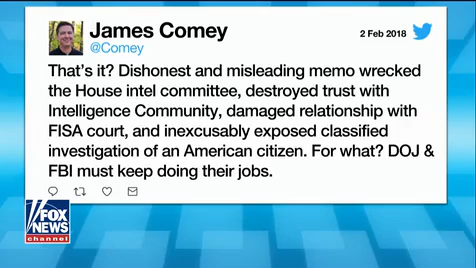 James Comey
@Comey
2 Feb 2018
That's it? Dishonest and misleading memo wrecked
the House intel committee, destroyed trust with
Intelligence Community, damaged relationship with
FISA court, and inexcusably exposed classified
investigation of an American citizen. For what? DOJ &
FBI must keep doing their jobs.
FOX
NEWS
channel